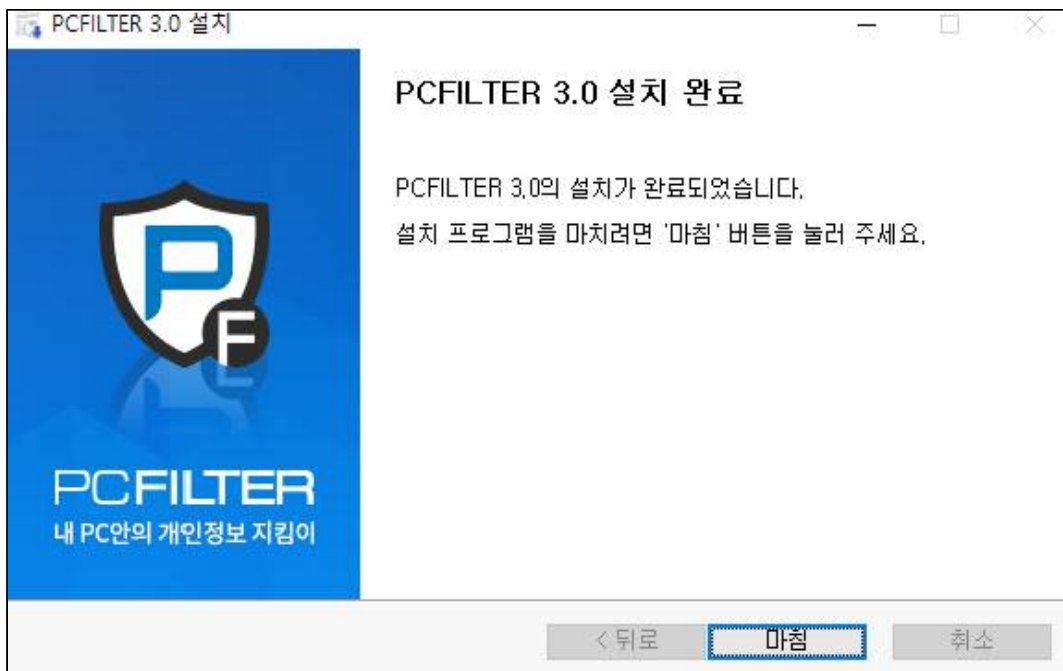 PCFILTER 3.0 설치
PCFILTER 3.0 설치 완료
PCFILTER 3.0의 설치가 완료되었습니다.
설치 프로그램을 마치려면 '마침' 버튼을 눌러 주세요.
P
F
PCFILTER
내 PC안의 개인정보 지킴이
< 뒤로
마침
취소